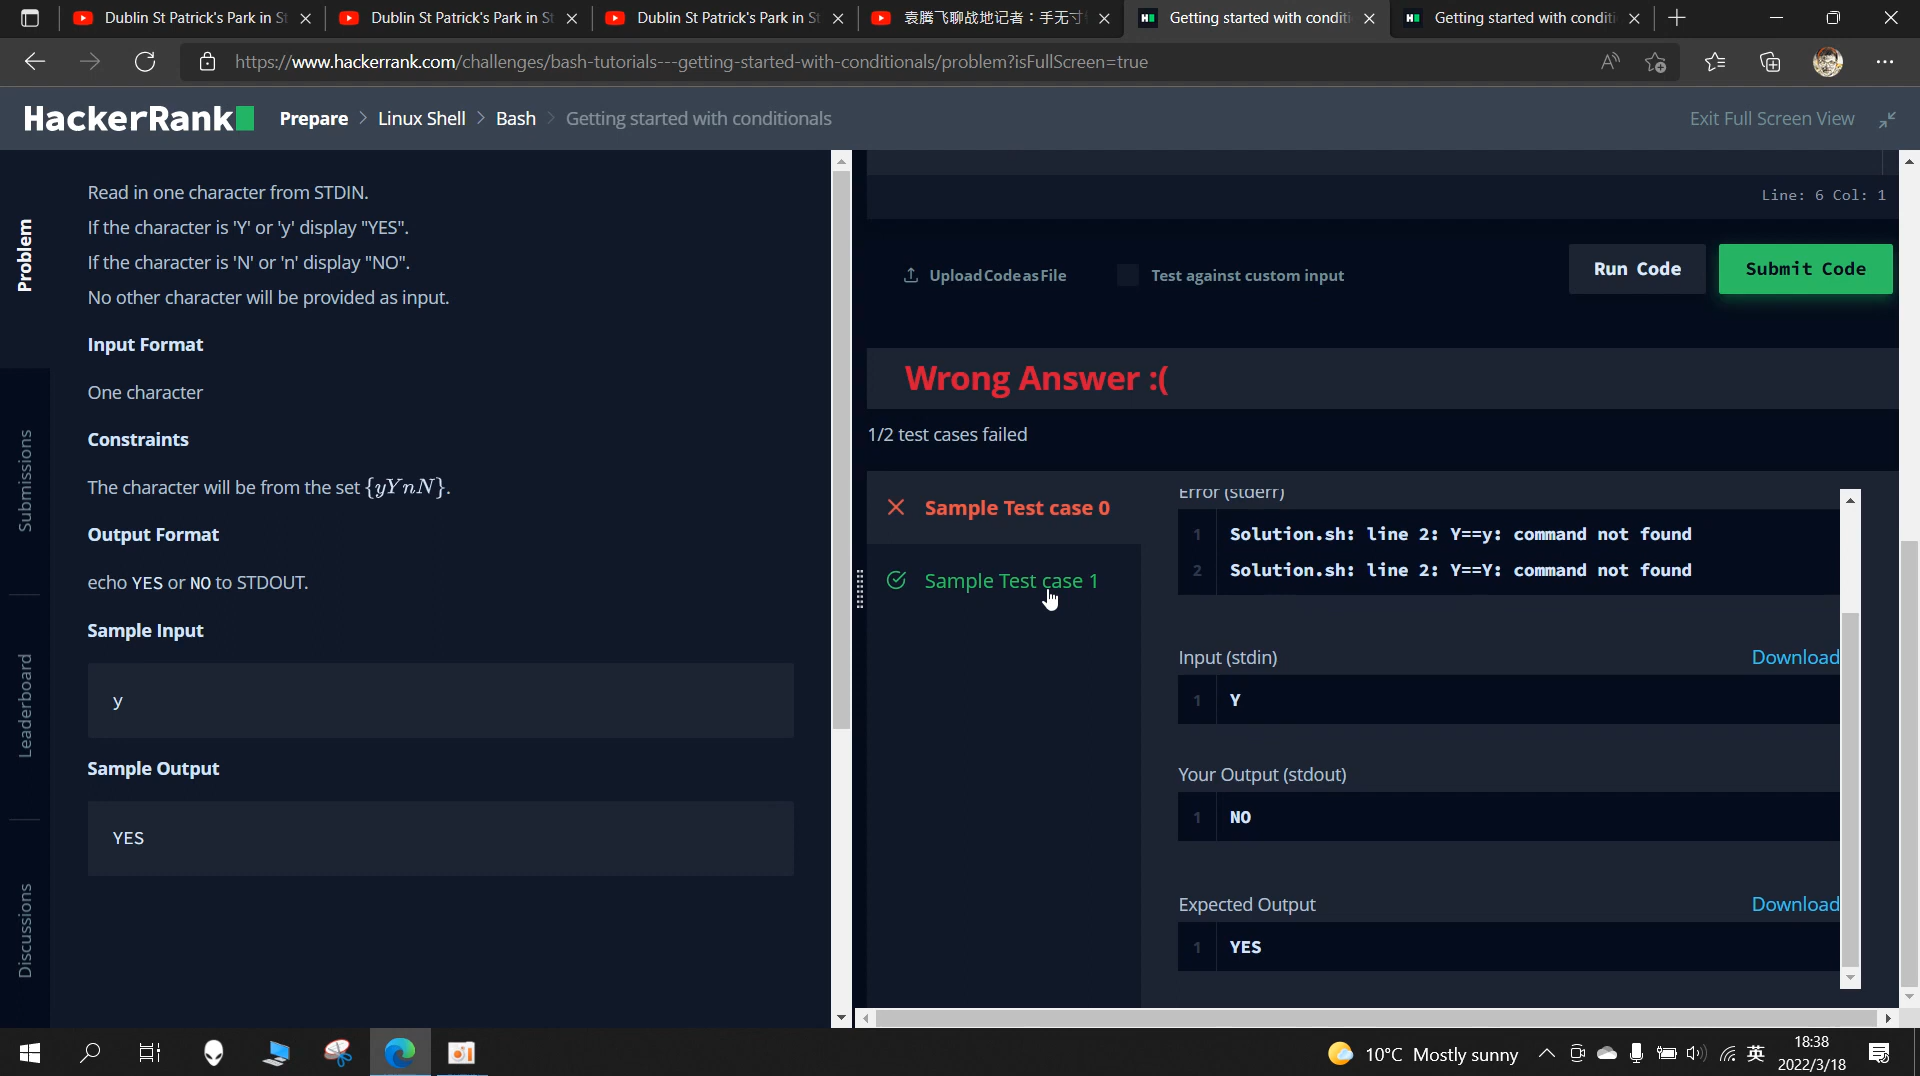 Dublin St Patrick's Park in St
Dublin St Patrick's Park in St
Dublin St Patrick's Park in St
袁腾飞聊战地记者：手无寸
Getting started with conditi
Getting started with conditi
https://www.hackerrank.com/challenges/bash-tutorials---getting-started-with-conditionals/problem?isFullScreen=true
HackerRank
Prepare > Linux Shell > Bash > Getting started with conditionals
Exit Full Screen View
Problem
Submissions
Leaderboard
Discussions
Read in one character from STDIN.
If the character is 'Y' or 'y' display "YES".
If the character is 'N' or 'n' display "NO".
No other character will be provided as input.
Input Format
One character
Constraints
The character will be from the set {yYnN}.
Output Format
echo YES or NO to STDOUT.
Sample Input
y
Sample Output
YES
Line: 6 Col: 1
Upload Code as File
Test against custom input
Run Code
Submit Code
Wrong Answer :(
1/2 test cases failed
Sample Test case 0
Sample Test case 1
Error (stderr)
1 Solution.sh: line 2: Y==y: command not found
2 Solution.sh: line 2: Y==Y: command not found
Input (stdin)
Download
1 Y
Your Output (stdout)
1 NO
Expected Output
Download
1 YES
10°C Mostly sunny
英
18:38
2022/3/18